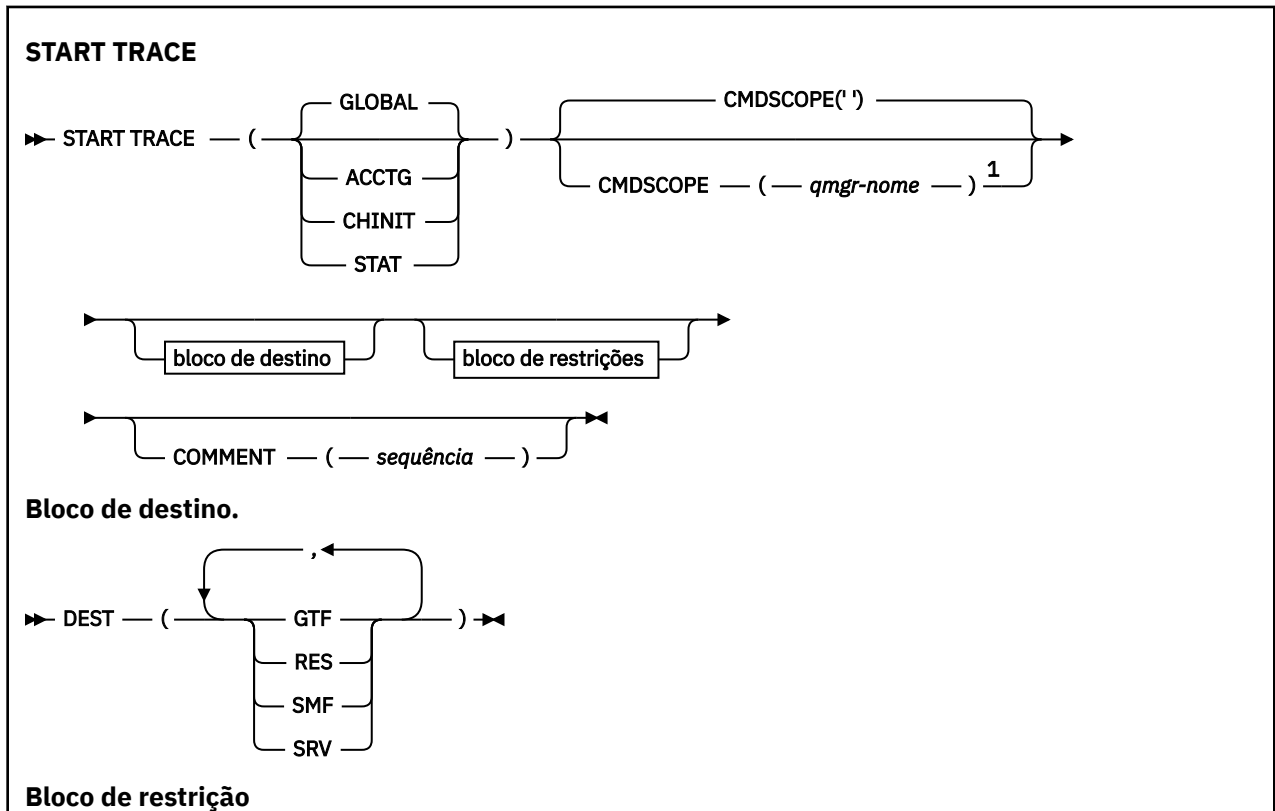 START TRACE
GLOBAL
CMDSCOPE(' ')
START TRACE ( )
ACCTG
CMDSCOPE ( qmgr-nome ) 1
CHINIT
STAT
bloco de destino
bloco de restrições
COMMENT ( sequência )
Bloco de destino.
,
DEST ( GTF )
RES
SMF
SRV
Bloco de restrição